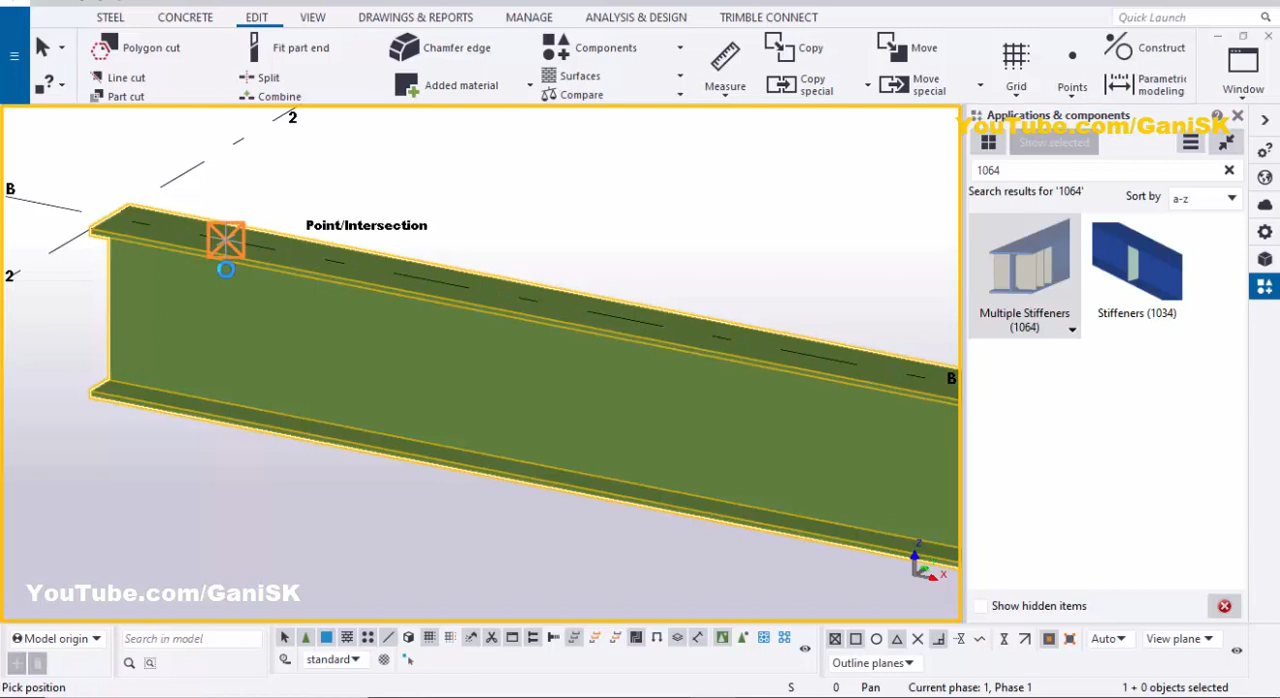 STEEL CONCRETE EDIT VIEW DRAWINGS & REPORTS MANAGE ANALYSIS & DESIGN TRIMBLE CONNECT Quick Launch
Polygon cut Fit part end Chamfer edge Components Copy Move Construct
Line cut Split Added material Surfaces Measure Copy special Move special Grid Points Parametric modeling Window
Part cut Combine Compare
2
Applications & components
YouTube.com/GaniSK
Show selected
1064
B
Search results for '1064'
Sort by a-z
Point/Intersection
2
Multiple Stiffeners (1064)
Stiffeners (1034)
B
z
x
YouTube.com/GaniSK
Show hidden items
Model origin Search in model
Auto View plane
standard
Outline planes
Pick position S 0 Pan Current phase: 1, Phase 1 1 + 0 objects selected